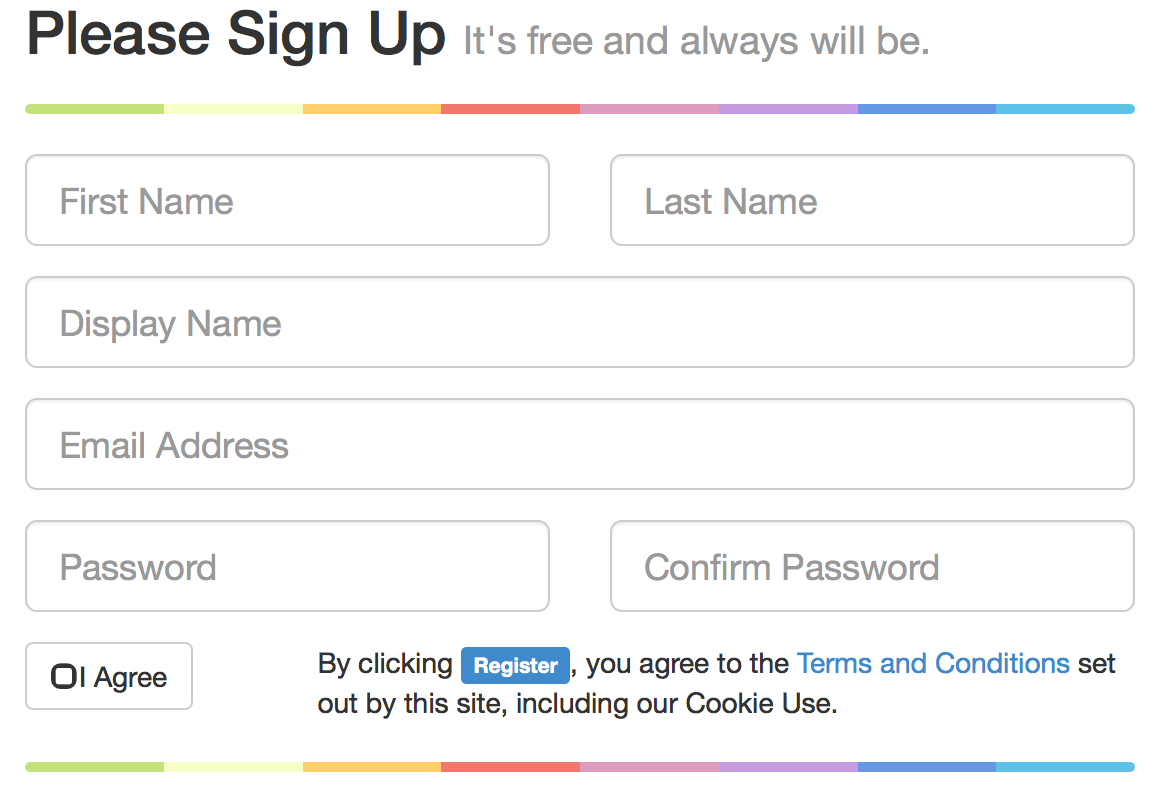 Please Sign Up It's free and always will be.
First Name Last Name
Display Name
Email Address
Password Confirm Password
I Agree By clicking Register, you agree to the Terms and Conditions set
out by this site, including our Cookie Use.